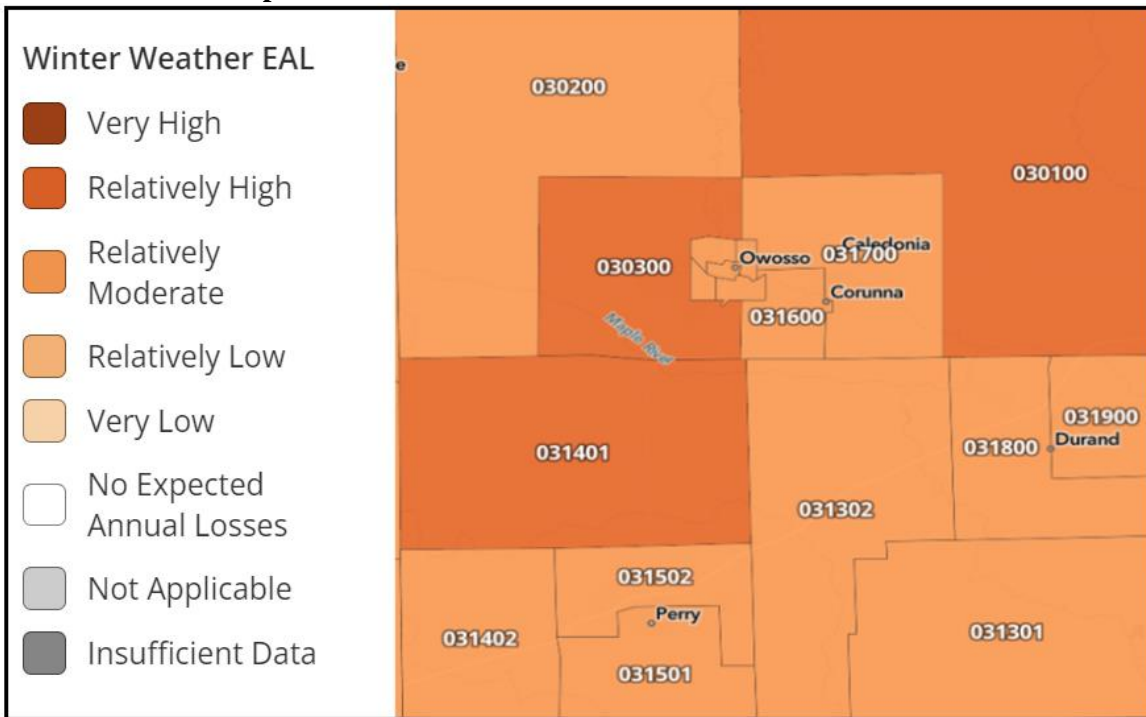 Winter Weather EAL
Very High
Relatively High
Relatively
Moderate
Relatively Low
Very Low
No Expected
Annual Losses
Not Applicable
Insufficient Data
e
030200
030100
Caledonia
031700
Owosso
030300
Corunna
031600
Maple River
031900
Durand
031800
031401
031302
031502
Perry
031402
031301
031501